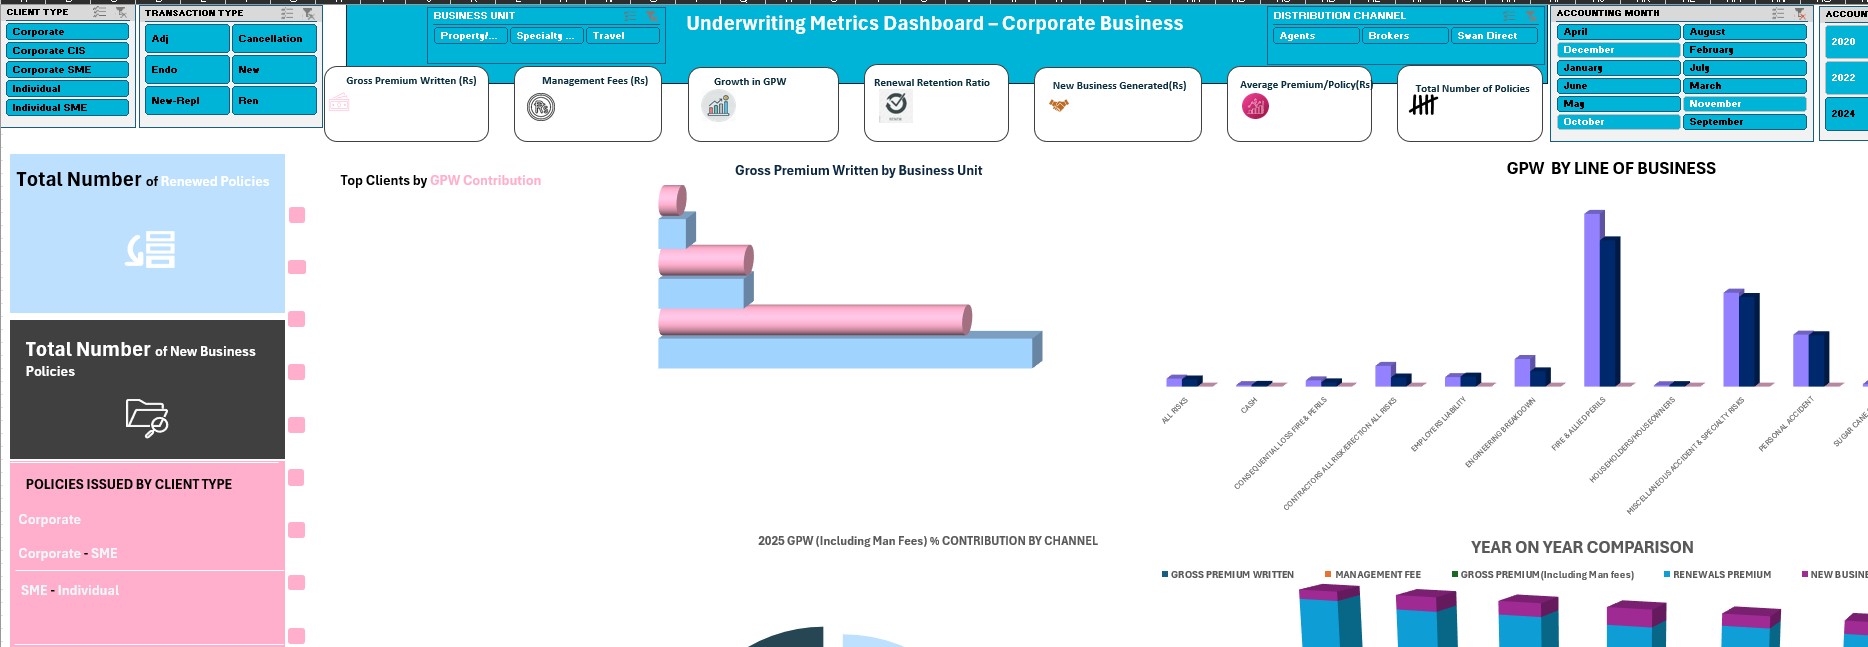 CLIENT TYPE
Corporate
Corporate CIS
Corporate SME
Individual
Individual SME
TRANSACTION TYPE
Adj
Cancellation
Endo
New
New-Repl
Ren
BUSINESS UNIT
Property/...
Specialty ...
Travel
Underwriting Metrics Dashboard – Corporate Business
DISTRIBUTION CHANNEL
Agents
Brokers
Swan Direct
ACCOUNTING MONTH
April
August
December
February
January
July
June
March
May
November
October
September
ACCOUN
2020
2022
2024
Gross Premium Written (Rs)
Management Fees (Rs)
Growth in GPW
Renewal Retention Ratio
New Business Generated(Rs)
Average Premium/Policy(Rs)
Total Number of Policies
Total Number of Renewed Policies
Total Number of New Business
Policies
POLICIES ISSUED BY CLIENT TYPE
Corporate
Corporate - SME
SME - Individual
Top Clients by GPW Contribution
Gross Premium Written by Business Unit
GPW BY LINE OF BUSINESS
ALL RISKS
CASH
CONSEQUENTIAL LOSS FIRE & PERILS
CONTRACTORS ALL RISK/ERECTION ALL RISKS
EMPLOYERS LIABILITY
ENGINEERING BREAKDOWN
FIRE & ALLIED PERILS
HOUSEHOLDERS/HOUSEOWNERS
MISCELLANEOUS ACCIDENT & SPECIALTY RISKS
PERSONAL ACCIDENT
SUGAR CANE
2025 GPW (Including Man Fees) % CONTRIBUTION BY CHANNEL
YEAR ON YEAR COMPARISON
GROSS PREMIUM WRITTEN
MANAGEMENT FEE
GROSS PREMIUM(Including Man fees)
RENEWALS PREMIUM
NEW BUSINE